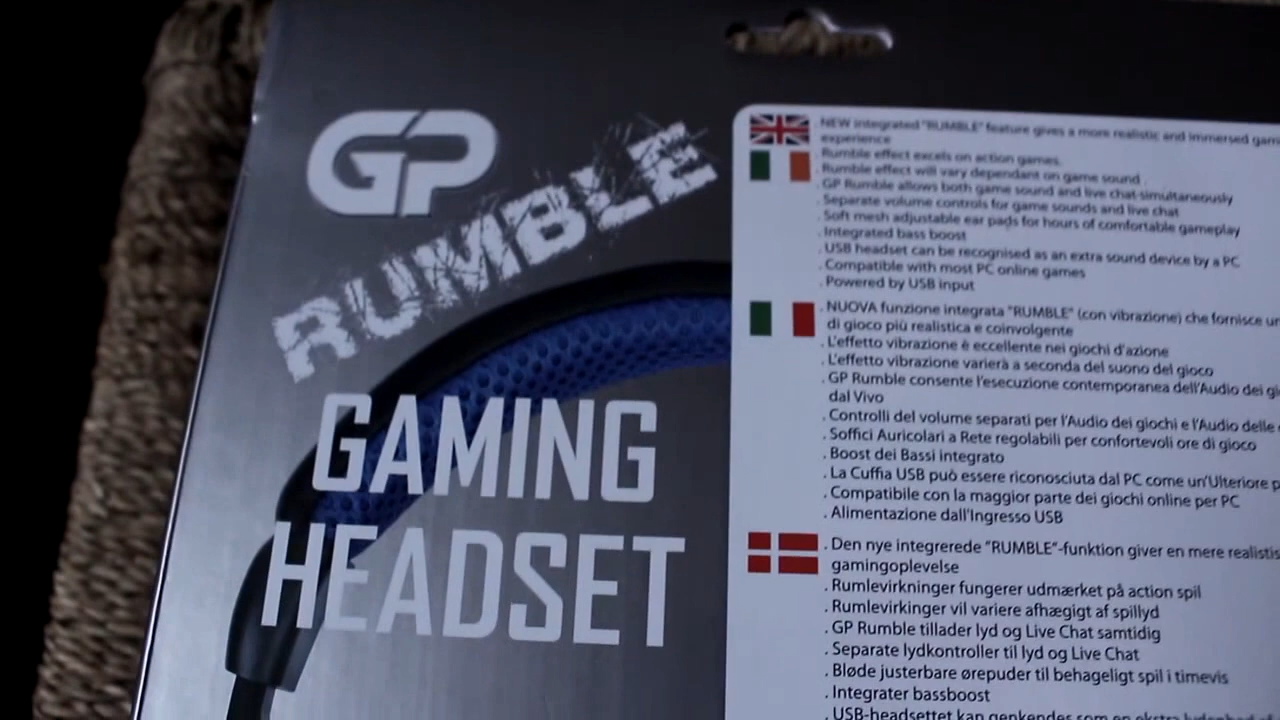 GP
RUMBLE
GAMING
HEADSET
. NEW integrated "RUMBLE" feature gives a more realistic and immersed
experience
. Rumble effect excels on action games.
. Rumble effect will vary dependant on game sound
. GP Rumble allows both game sound and live chat simultaneously
. Separate volume controls for game sounds and live chat
. Soft mesh adjustable ear pads for hours of comfortable gameplay
. Integrated bass boost
. USB headset can be recognised as an extra sound device by a PC
. Compatible with most PC online games
. Powered by USB input
. NUOVA funzione integrata "RUMBLE" (con vibrazione) che fornisce
di gioco più realistica e coinvolgente
. L'effetto vibrazione è eccellente nei giochi d'azione
. L'effetto vibrazione varierà a seconda del suono del gioco
. GP Rumble consente l'esecuzione contemporanea dell'Audio dei
dal Vivo
. Controlli del volume separati per l'Audio dei giochi e l'Audio delle
. Soffici Auricolari a Rete regolabili per confortevoli ore di gioco
. Boost dei Bassi integrato
. La Cuffia USB può essere riconosciuta dal PC come un'Ulteriore
. Compatibile con la maggior parte dei giochi online per PC
. Alimentazione dall'Ingresso USB
. Den nye integrerede "RUMBLE"-funktion giver en mere
gamingoplevelse
. Rumlevirkninger fungerer udmærket på action spil
. Rumlevirkinger vil variere afhægigt af spillyd
. GP Rumble tillader lyd og Live Chat samtidig
. Separate lydkontroller til lyd og Live Chat
. Bløde justerbare ørepuder til behageligt spil i timevis
. Integrater bassboost
. USB-headsettet kan genkendes som en ekstra